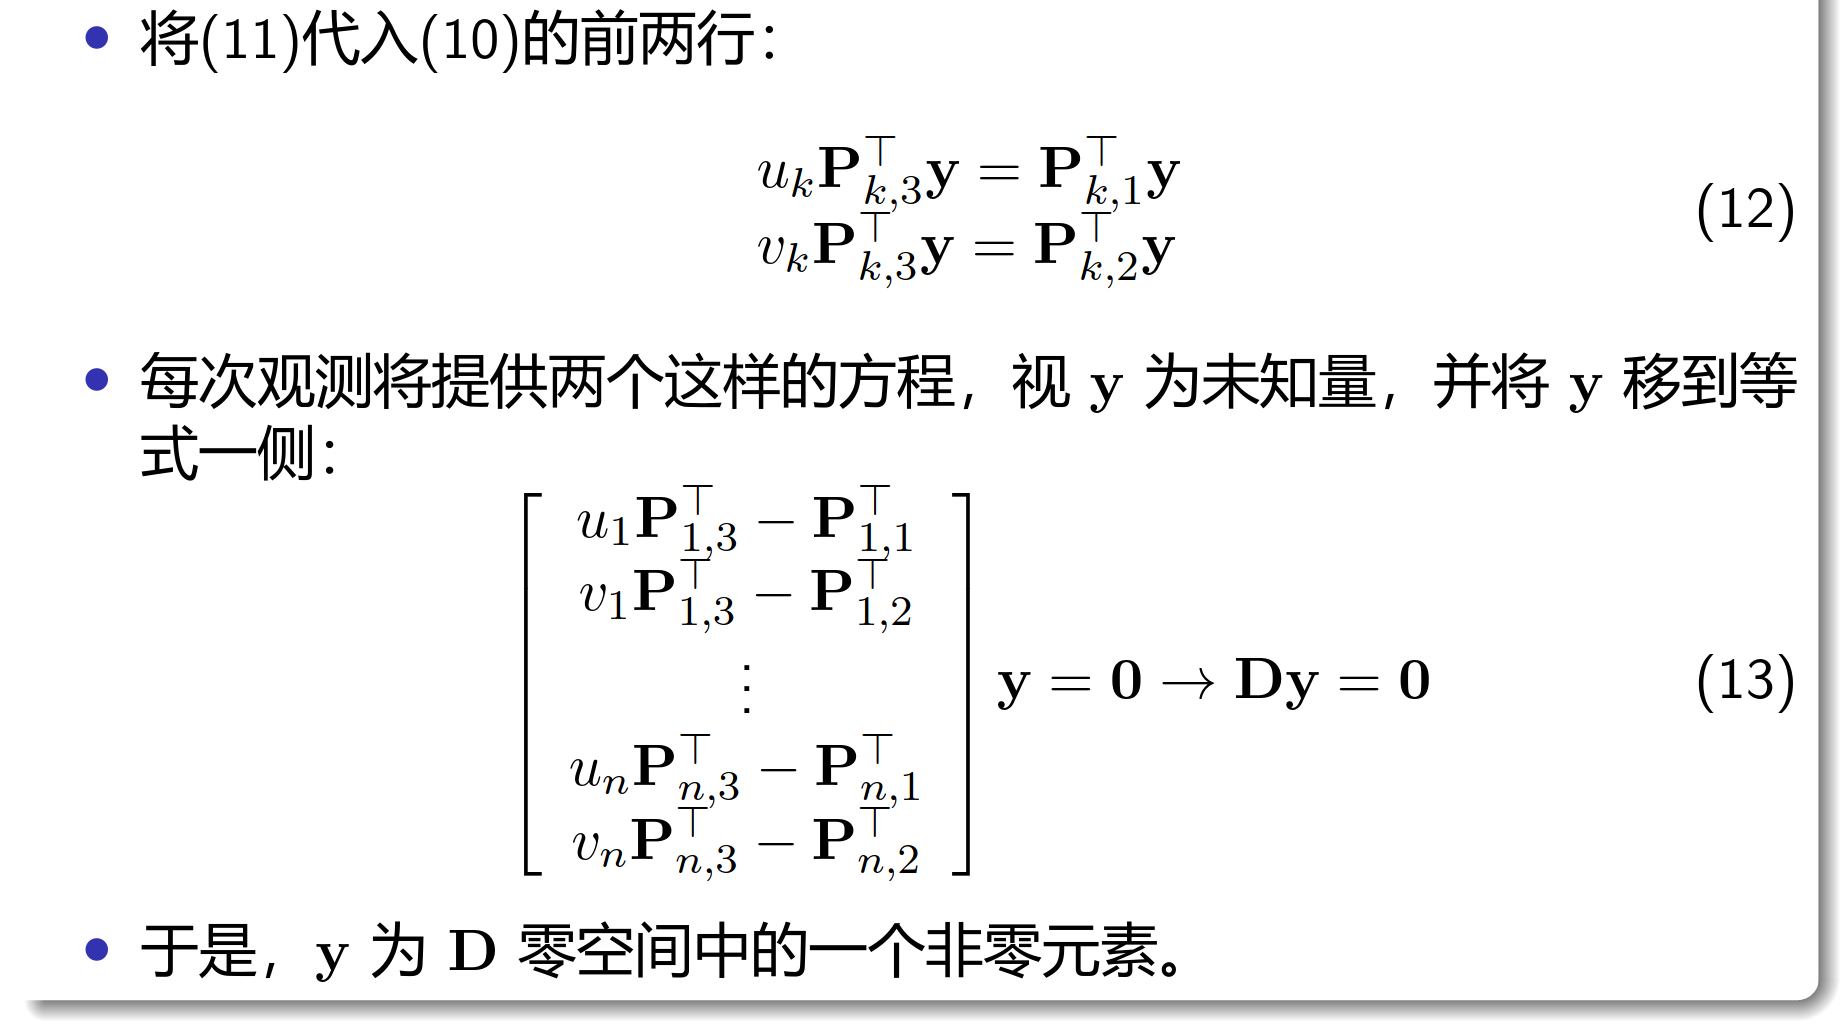 • 将(11)代入(10)的前两行：
$u_k \mathbf{P}_{k,3}^{\top} \mathbf{y} = \mathbf{P}_{k,1}^{\top} \mathbf{y}$
$v_k \mathbf{P}_{k,3}^{\top} \mathbf{y} = \mathbf{P}_{k,2}^{\top} \mathbf{y}$
(12)
• 每次观测将提供两个这样的方程，视 y 为未知量，并将 y 移到等
式一侧：
$\begin{bmatrix} u_1 \mathbf{P}_{1,3}^{\top} - \mathbf{P}_{1,1}^{\top} \\ v_1 \mathbf{P}_{1,3}^{\top} - \mathbf{P}_{1,2}^{\top} \\ \vdots \\ u_n \mathbf{P}_{n,3}^{\top} - \mathbf{P}_{n,1}^{\top} \\ v_n \mathbf{P}_{n,3}^{\top} - \mathbf{P}_{n,2}^{\top} \end{bmatrix} \mathbf{y} = \mathbf{0} \rightarrow \mathbf{D}\mathbf{y} = \mathbf{0}$ (13)
• 于是，y 为 D 零空间中的一个非零元素。